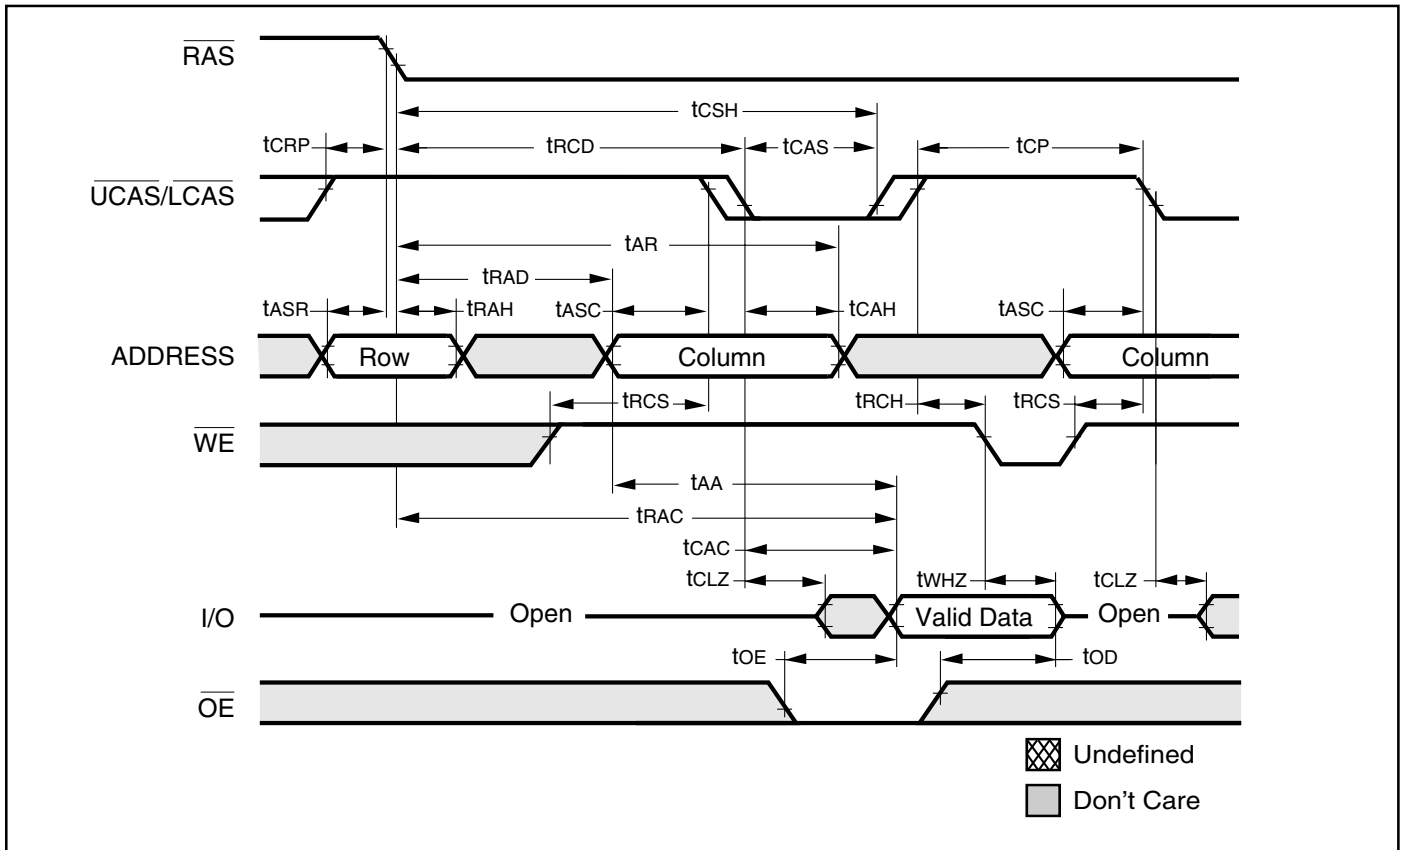 RAS
tCSH
tCRP tRCD tCAS tCP
UCAS/LCAS
tAR
tRAD
tASR tRAH tASC tCAH tASC
ADDRESS Row Column Column
tRCS tRCH tRCS
WE
tAA
tRAC
tCAC
tCLZ tWHZ tCLZ
I/O Open Valid Data Open
tOE tOD
OE
Undefined
Don't Care